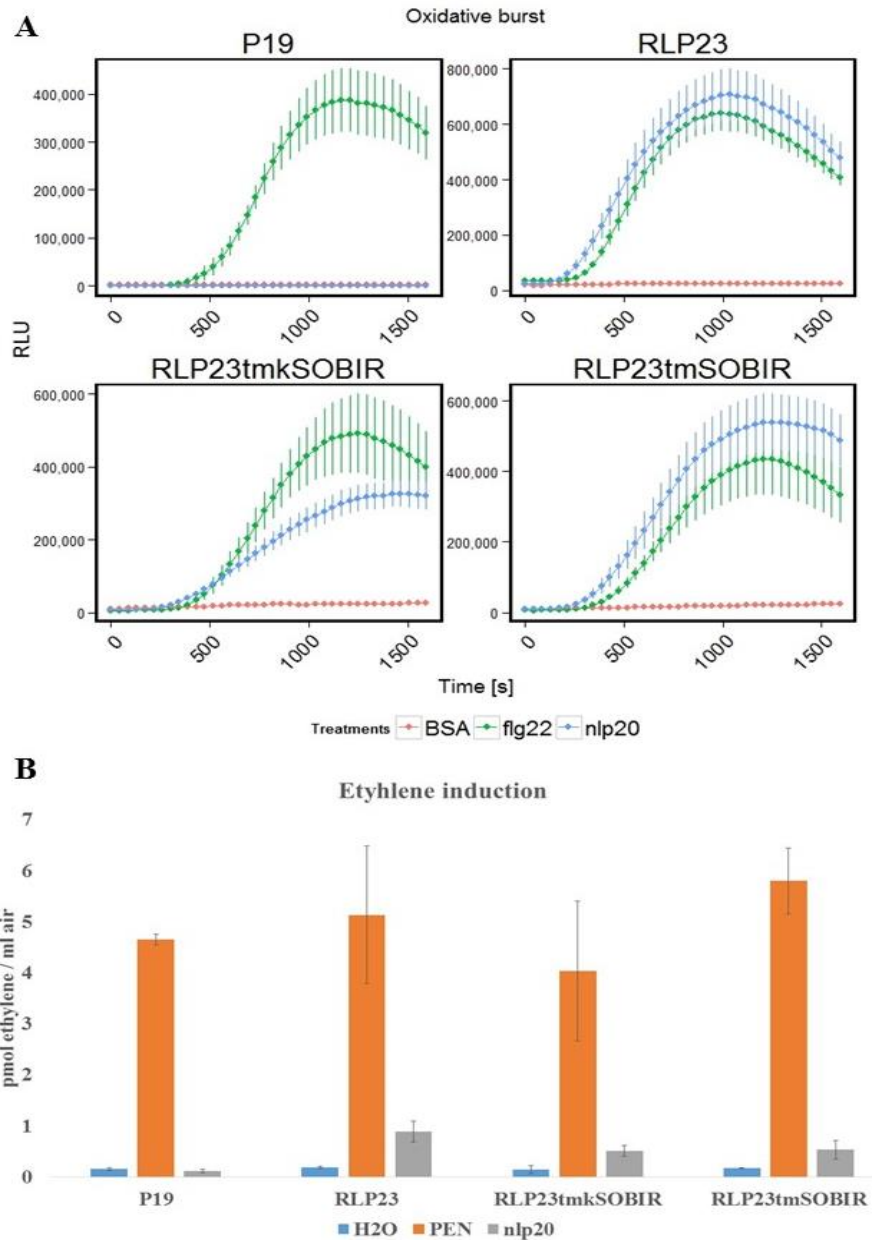 A
Oxidative burst
P19
RLP23
400,000
300,000
200,000
100,000
0
800,000
600,000
400,000
200,000
0
0 500 1000 1500
0 500 1000 1500
RLU
RLP23tmkSOBIR
RLP23tmSOBIR
600,000
400,000
200,000
0
600,000
400,000
200,000
0
0 500 1000 1500
0 500 1000 1500
Time [s]
Treatments BSA flg22 nlp20
B
Etyhlene induction
7
6
5
4
3
2
1
0
pmol ethylene / ml air
P19 RLP23 RLP23tmkSOBIR RLP23tmSOBIR
H2O PEN nlp20